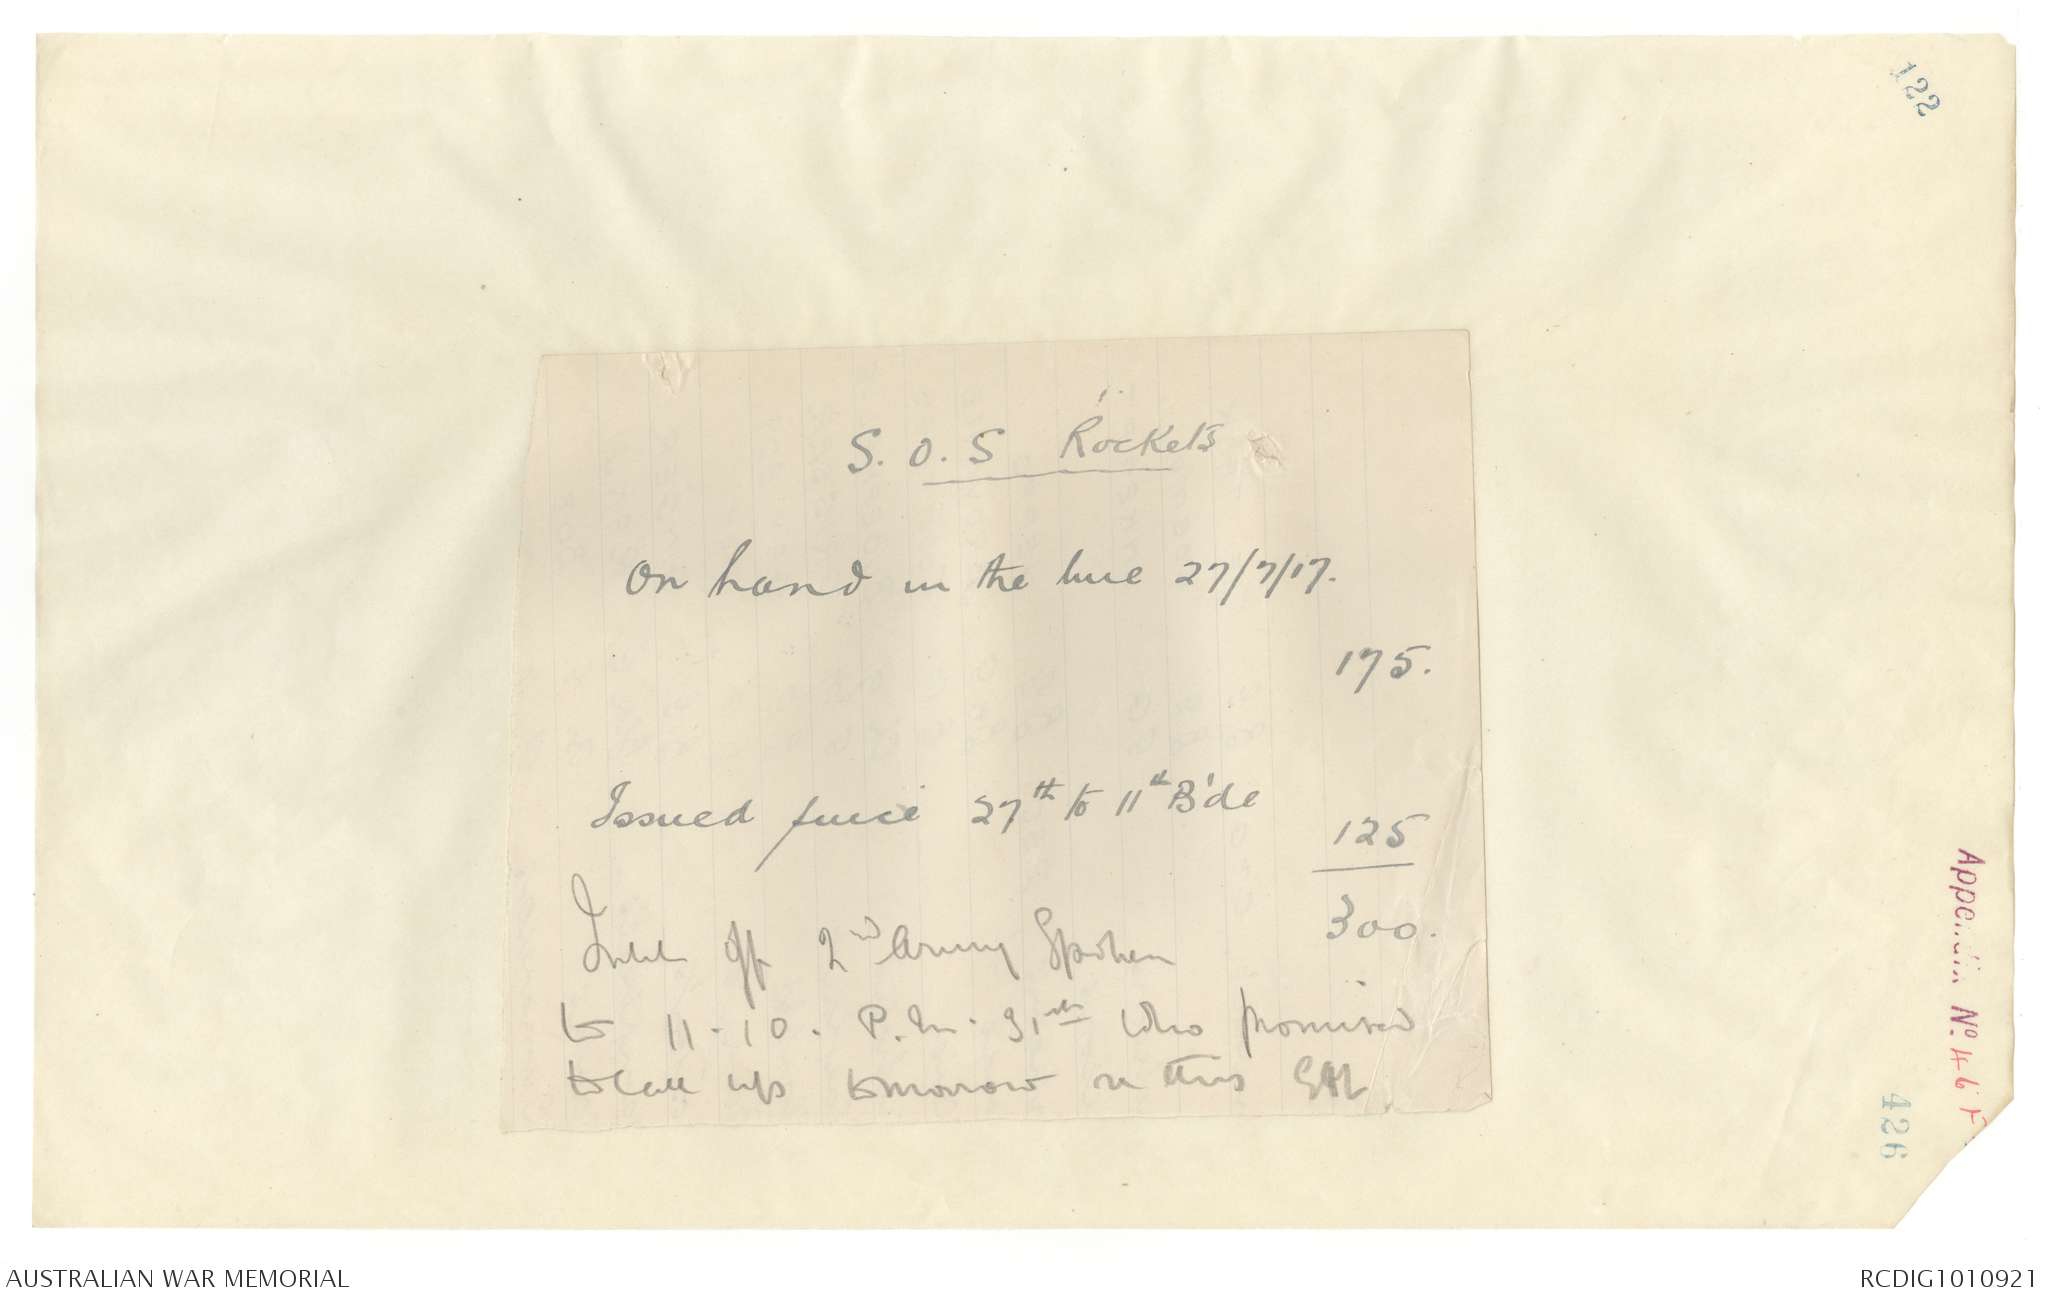 122
S. O. S Rockets
On hand in the line 27/7/17.
175.
Issued since 27th to 11th B'de
125
300.
Intell Off 2nd Army Spoken
to 11-10. P.m. 31st who promised
to call up tomorrow re this
Appendix No. 46
426
AUSTRALIAN WAR MEMORIAL
RCDIG1010921